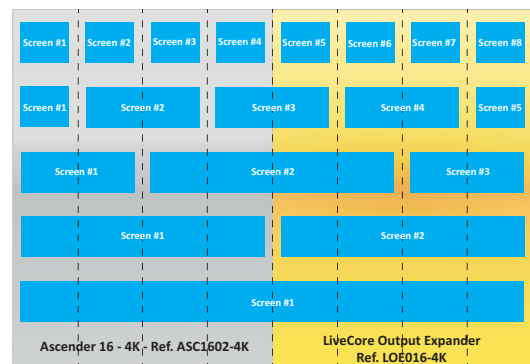 Screen #1 Screen #2 Screen #3 Screen #4 Screen #5 Screen #6 Screen #7 Screen #8
Screen #1 Screen #2 Screen #3 Screen #4 Screen #5
Screen #1 Screen #2 Screen #3
Screen #1 Screen #2
Screen #1
Ascender 16 - 4K - Ref. ASC1602-4K
LiveCore Output Expander
Ref. LOE016-4K